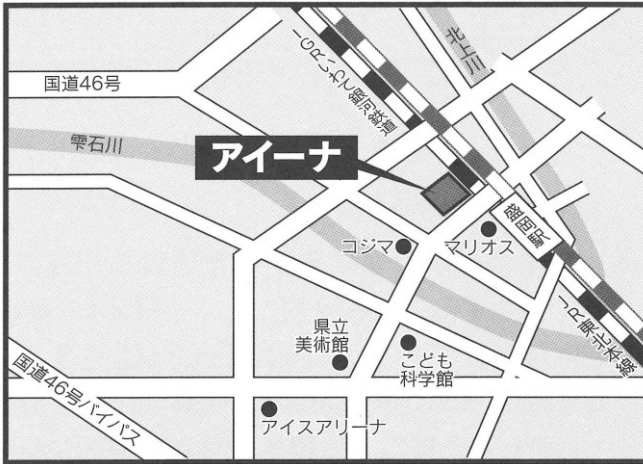 国道46号
IGRいわて銀河鉄道
北上川
雫石川
アイーナ
盛岡駅
コジマ
マリオス
県立
美術館
こども
科学館
JR東北本線
国道46号バイパス
アイスアリーナ